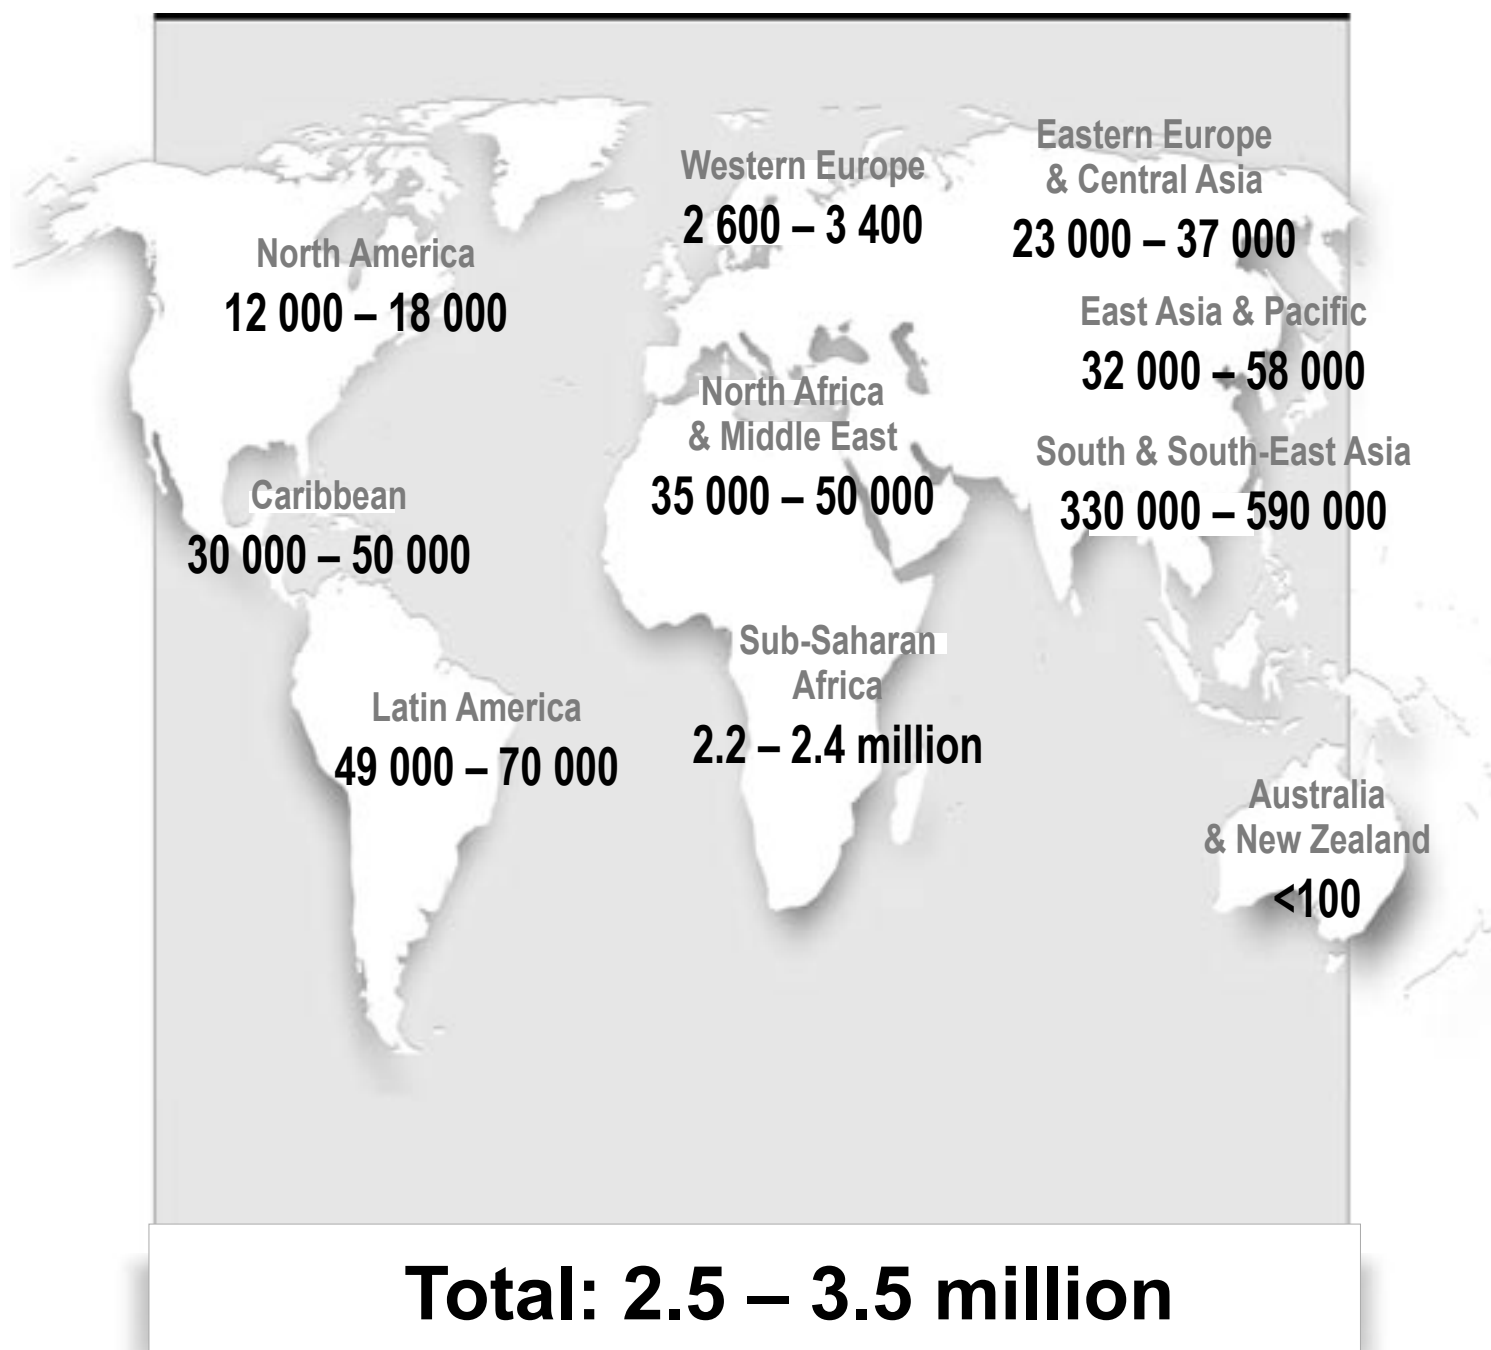 Western Europe
2 600 – 3 400
Eastern Europe
& Central Asia
23 000 – 37 000
North America
12 000 – 18 000
East Asia & Pacific
32 000 – 58 000
North Africa
& Middle East
35 000 – 50 000
South & South-East Asia
330 000 – 590 000
Caribbean
30 000 – 50 000
Sub-Saharan
Africa
2.2 – 2.4 million
Latin America
49 000 – 70 000
Australia
& New Zealand
<100
Total: 2.5 – 3.5 million